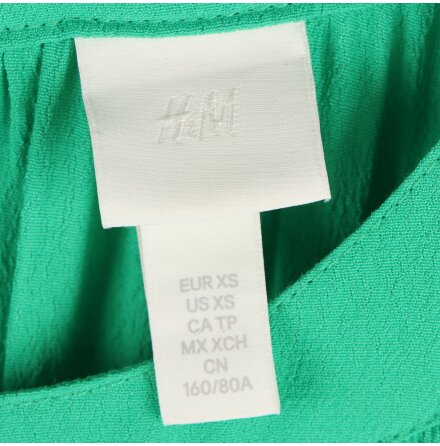 H&M
EUR XS
US XS
CA TP
MX XCH
CN
160/80A